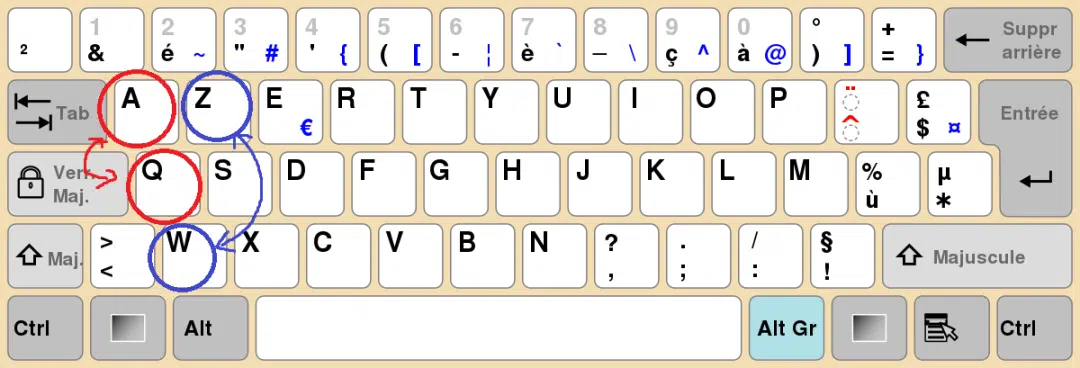 1 2 3 4 5 6 7 8 9 0 ° + Suppr
² & é ~ " # ' { ( [ - ¦ è ` _ \ ç ^ à @ ) ] = } arrière
Tab A Z E € R T Y U I O P ¨ ^ £ $ ¤ Entrée
Verr.
Maj. Q S D F G H J K L M % ù µ *
Maj. > < W X C V B N ? , . ; / : § ! Majuscule
Ctrl Alt Alt Gr Ctrl